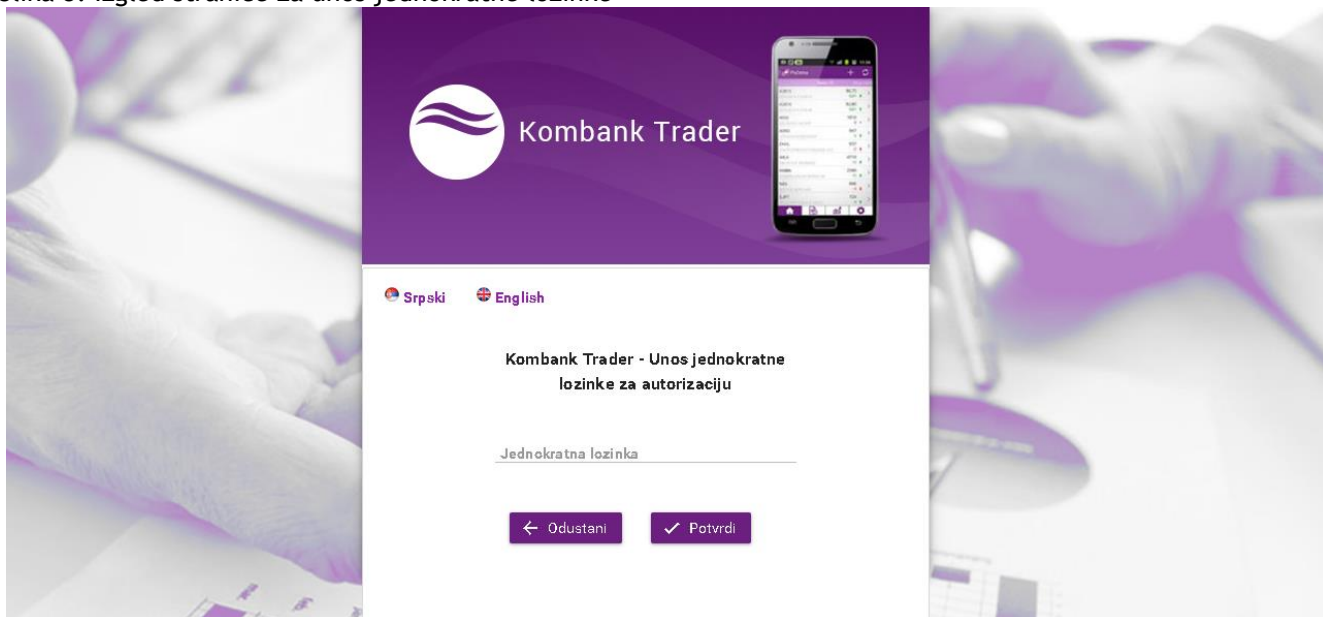 Kombank Trader
Srpski
English
Kombank Trader - Unos jednokratne
lozinke za autorizaciju
Jednokratna lozinka
Odustani
Potvrdi